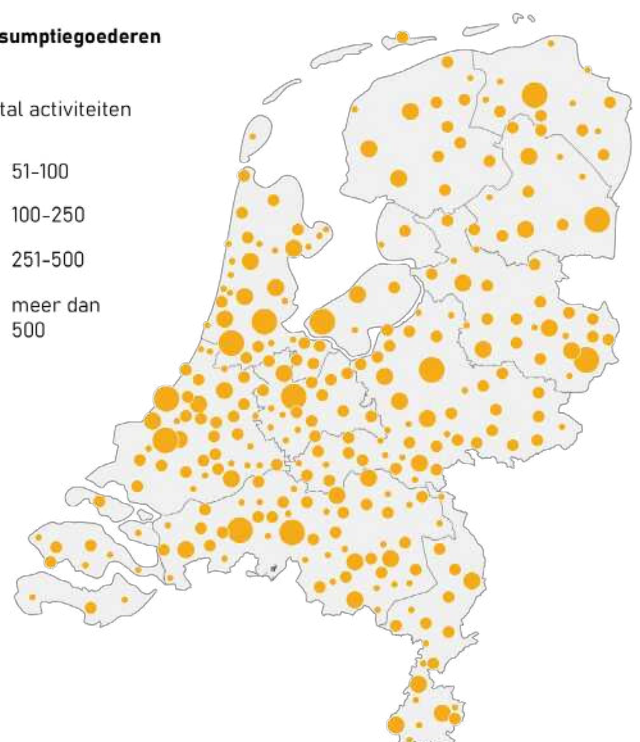 sumptiegoederen
tal activiteiten
51-100
100-250
251-500
meer dan
500